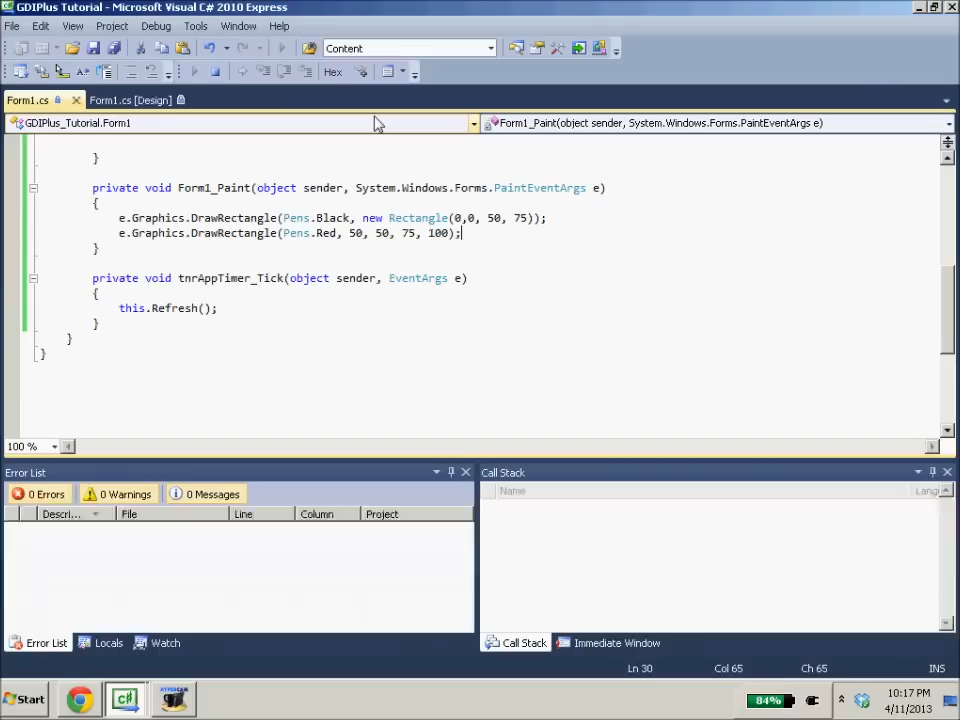 GDIPlus Tutorial - Microsoft Visual C# 2010 Express
File Edit View Project Debug Tools Window Help
Content
Hex
Form1.cs Form1.cs [Design]
GDIPlus_Tutorial.Form1 Form1_Paint(object sender, System.Windows.Forms.PaintEventArgs e)
}
private void Form1_Paint(object sender, System.Windows.Forms.PaintEventArgs e)
{
e.Graphics.DrawRectangle(Pens.Black, new Rectangle(0,0, 50, 75));
e.Graphics.DrawRectangle(Pens.Red, 50, 50, 75, 100);
}
private void tnrAppTimer_Tick(object sender, EventArgs e)
{
this.Refresh();
}
}
}
100 %
Error List Call Stack
0 Errors 0 Warnings 0 Messages Name Langi
Descri... File Line Column Project
Error List Locals Watch Call Stack Immediate Window
Ln 30 Col 65 Ch 65 INS
Start C# HYPERCAM 84% 10:17 PM
4/11/2013